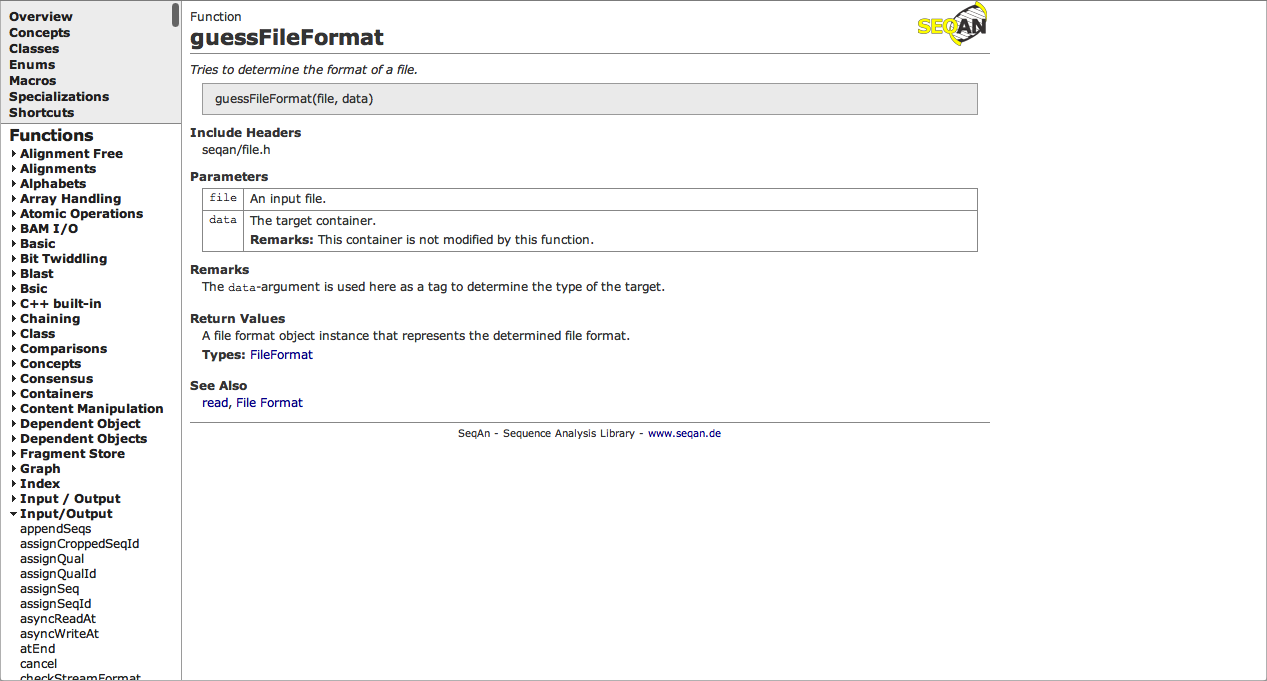 Overview
Concepts
Classes
Enums
Macros
Specializations
Shortcuts
Functions
Alignment Free
Alignments
Alphabets
Array Handling
Atomic Operations
BAM I/O
Basic
Bit Twiddling
Blast
Bsic
C++ built-in
Chaining
Class
Comparisons
Concepts
Consensus
Containers
Content Manipulation
Dependent Object
Dependent Objects
Fragment Store
Graph
Index
Input / Output
Input/Output
appendSeqs
assignCroppedSeqId
assignQual
assignQualId
assignSeq
assignSeqId
asyncReadAt
asyncWriteAt
atEnd
cancel
checkStreamFormat
Function
SEQAN
guessFileFormat
Tries to determine the format of a file.
guessFileFormat(file, data)
Include Headers
seqan/file.h
Parameters
file An input file.
data The target container.
Remarks: This container is not modified by this function.
Remarks
The data-argument is used here as a tag to determine the type of the target.
Return Values
A file format object instance that represents the determined file format.
Types: FileFormat
See Also
read, File Format
SeqAn - Sequence Analysis Library - www.seqan.de